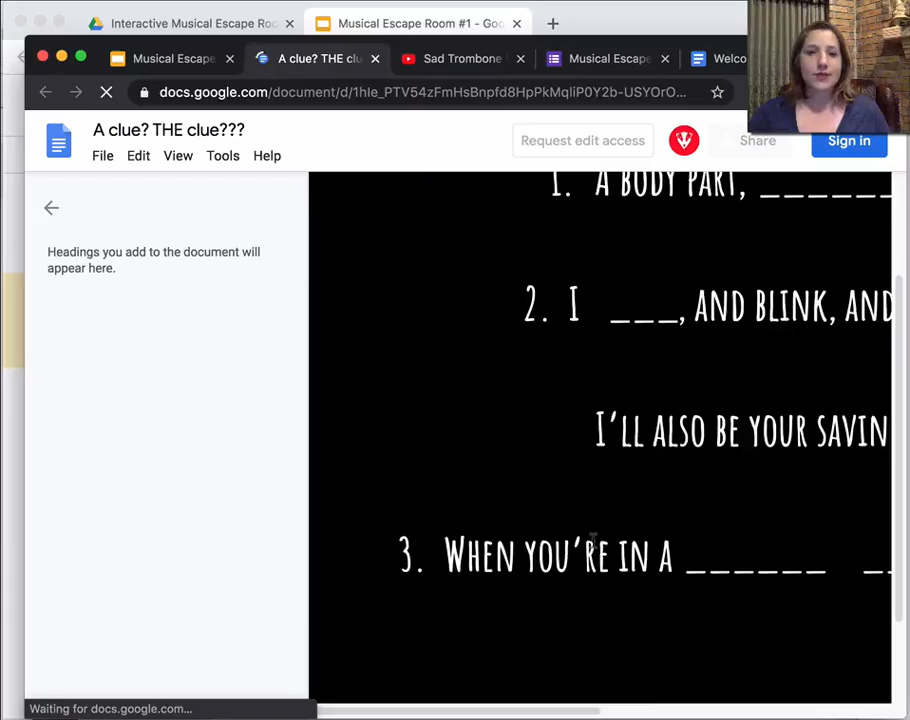 Interactive Musical Escape Roo
Musical Escape Room #1 - Goo
Musical Escape
A clue? THE clu
Sad Trombone
Musical Escape
Welco
docs.google.com/document/d/1hle_PTV54zFmHsBnpfd8HpPkMqliP0Y2b-USYOrO...
A clue? THE clue???
File Edit View Tools Help
Request edit access
Share
Sign in
Headings you add to the document will
appear here.
1. A BODY PART, ______
2. I ___, AND BLINK, AND
I'LL ALSO BE YOUR SAVIN
3. WHEN YOU'RE IN A ______ __
Waiting for docs.google.com...